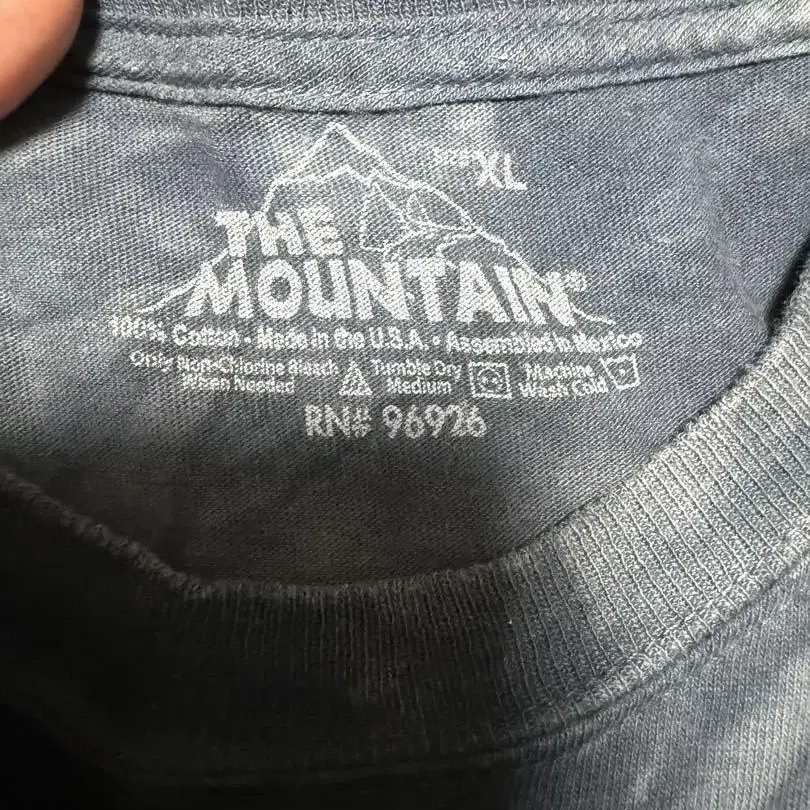 SIZE XL
THE
MOUNTAIN®
100% Cotton • Made in the U.S.A. • Assembled in Mexico
Only Non-Chlorine Bleach When Needed
Tumble Dry Medium
Machine Wash Cold
RN# 96926